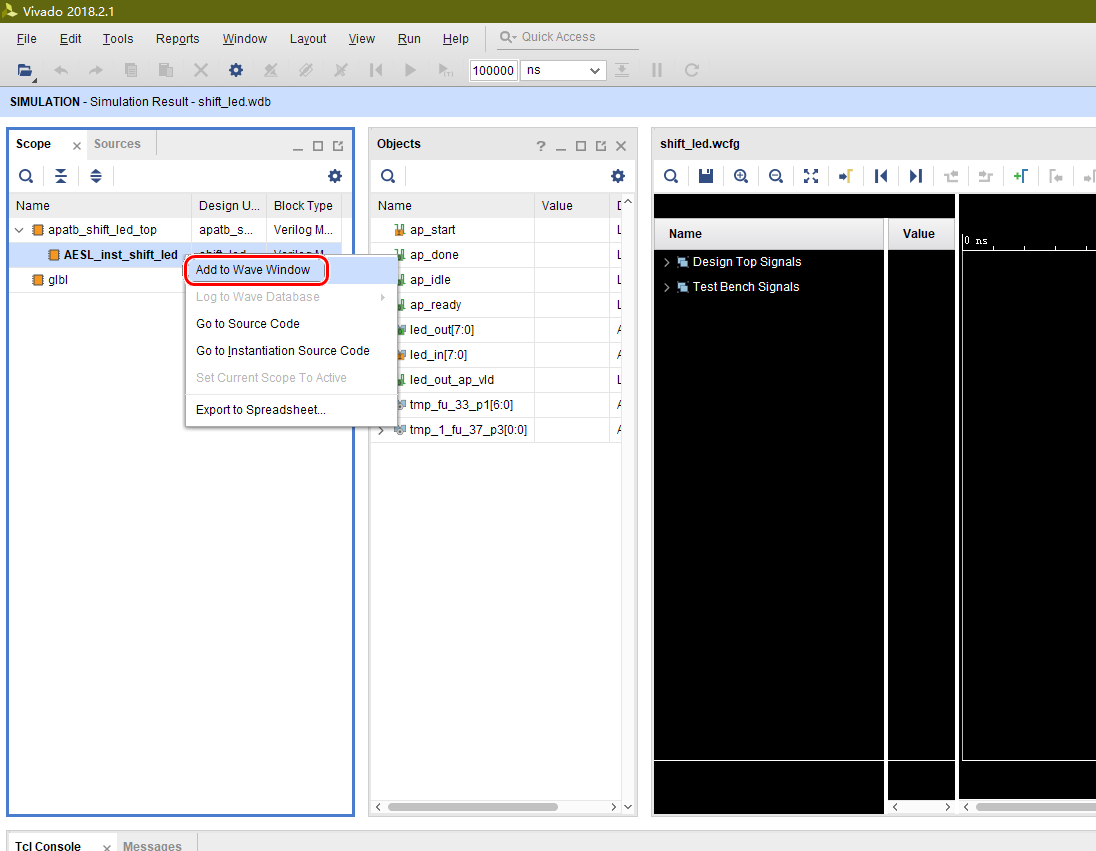 Vivado 2018.2.1
File Edit Tools Reports Window Layout View Run Help Quick Access
100000 ns
SIMULATION - Simulation Result - shift_led.wdb
Scope Sources
Name Design U... Block Type
apatb_shift_led_top apatb_s... Verilog M...
AESL_inst_shift_led shift_led Verilog M...
glbl
Add to Wave Window
Log to Wave Database
Go to Source Code
Go to Instantiation Source Code
Set Current Scope To Active
Export to Spreadsheet...
Objects ?
Name Value
ap_start L
ap_done L
ap_idle L
ap_ready L
led_out[7:0]
led_in[7:0]
led_out_ap_vld L
tmp_fu_33_p1[6:0]
tmp_1_fu_37_p3[0:0]
shift_led.wcfg
Name Value
0 ns
Design Top Signals
Test Bench Signals
Tcl Console Messages